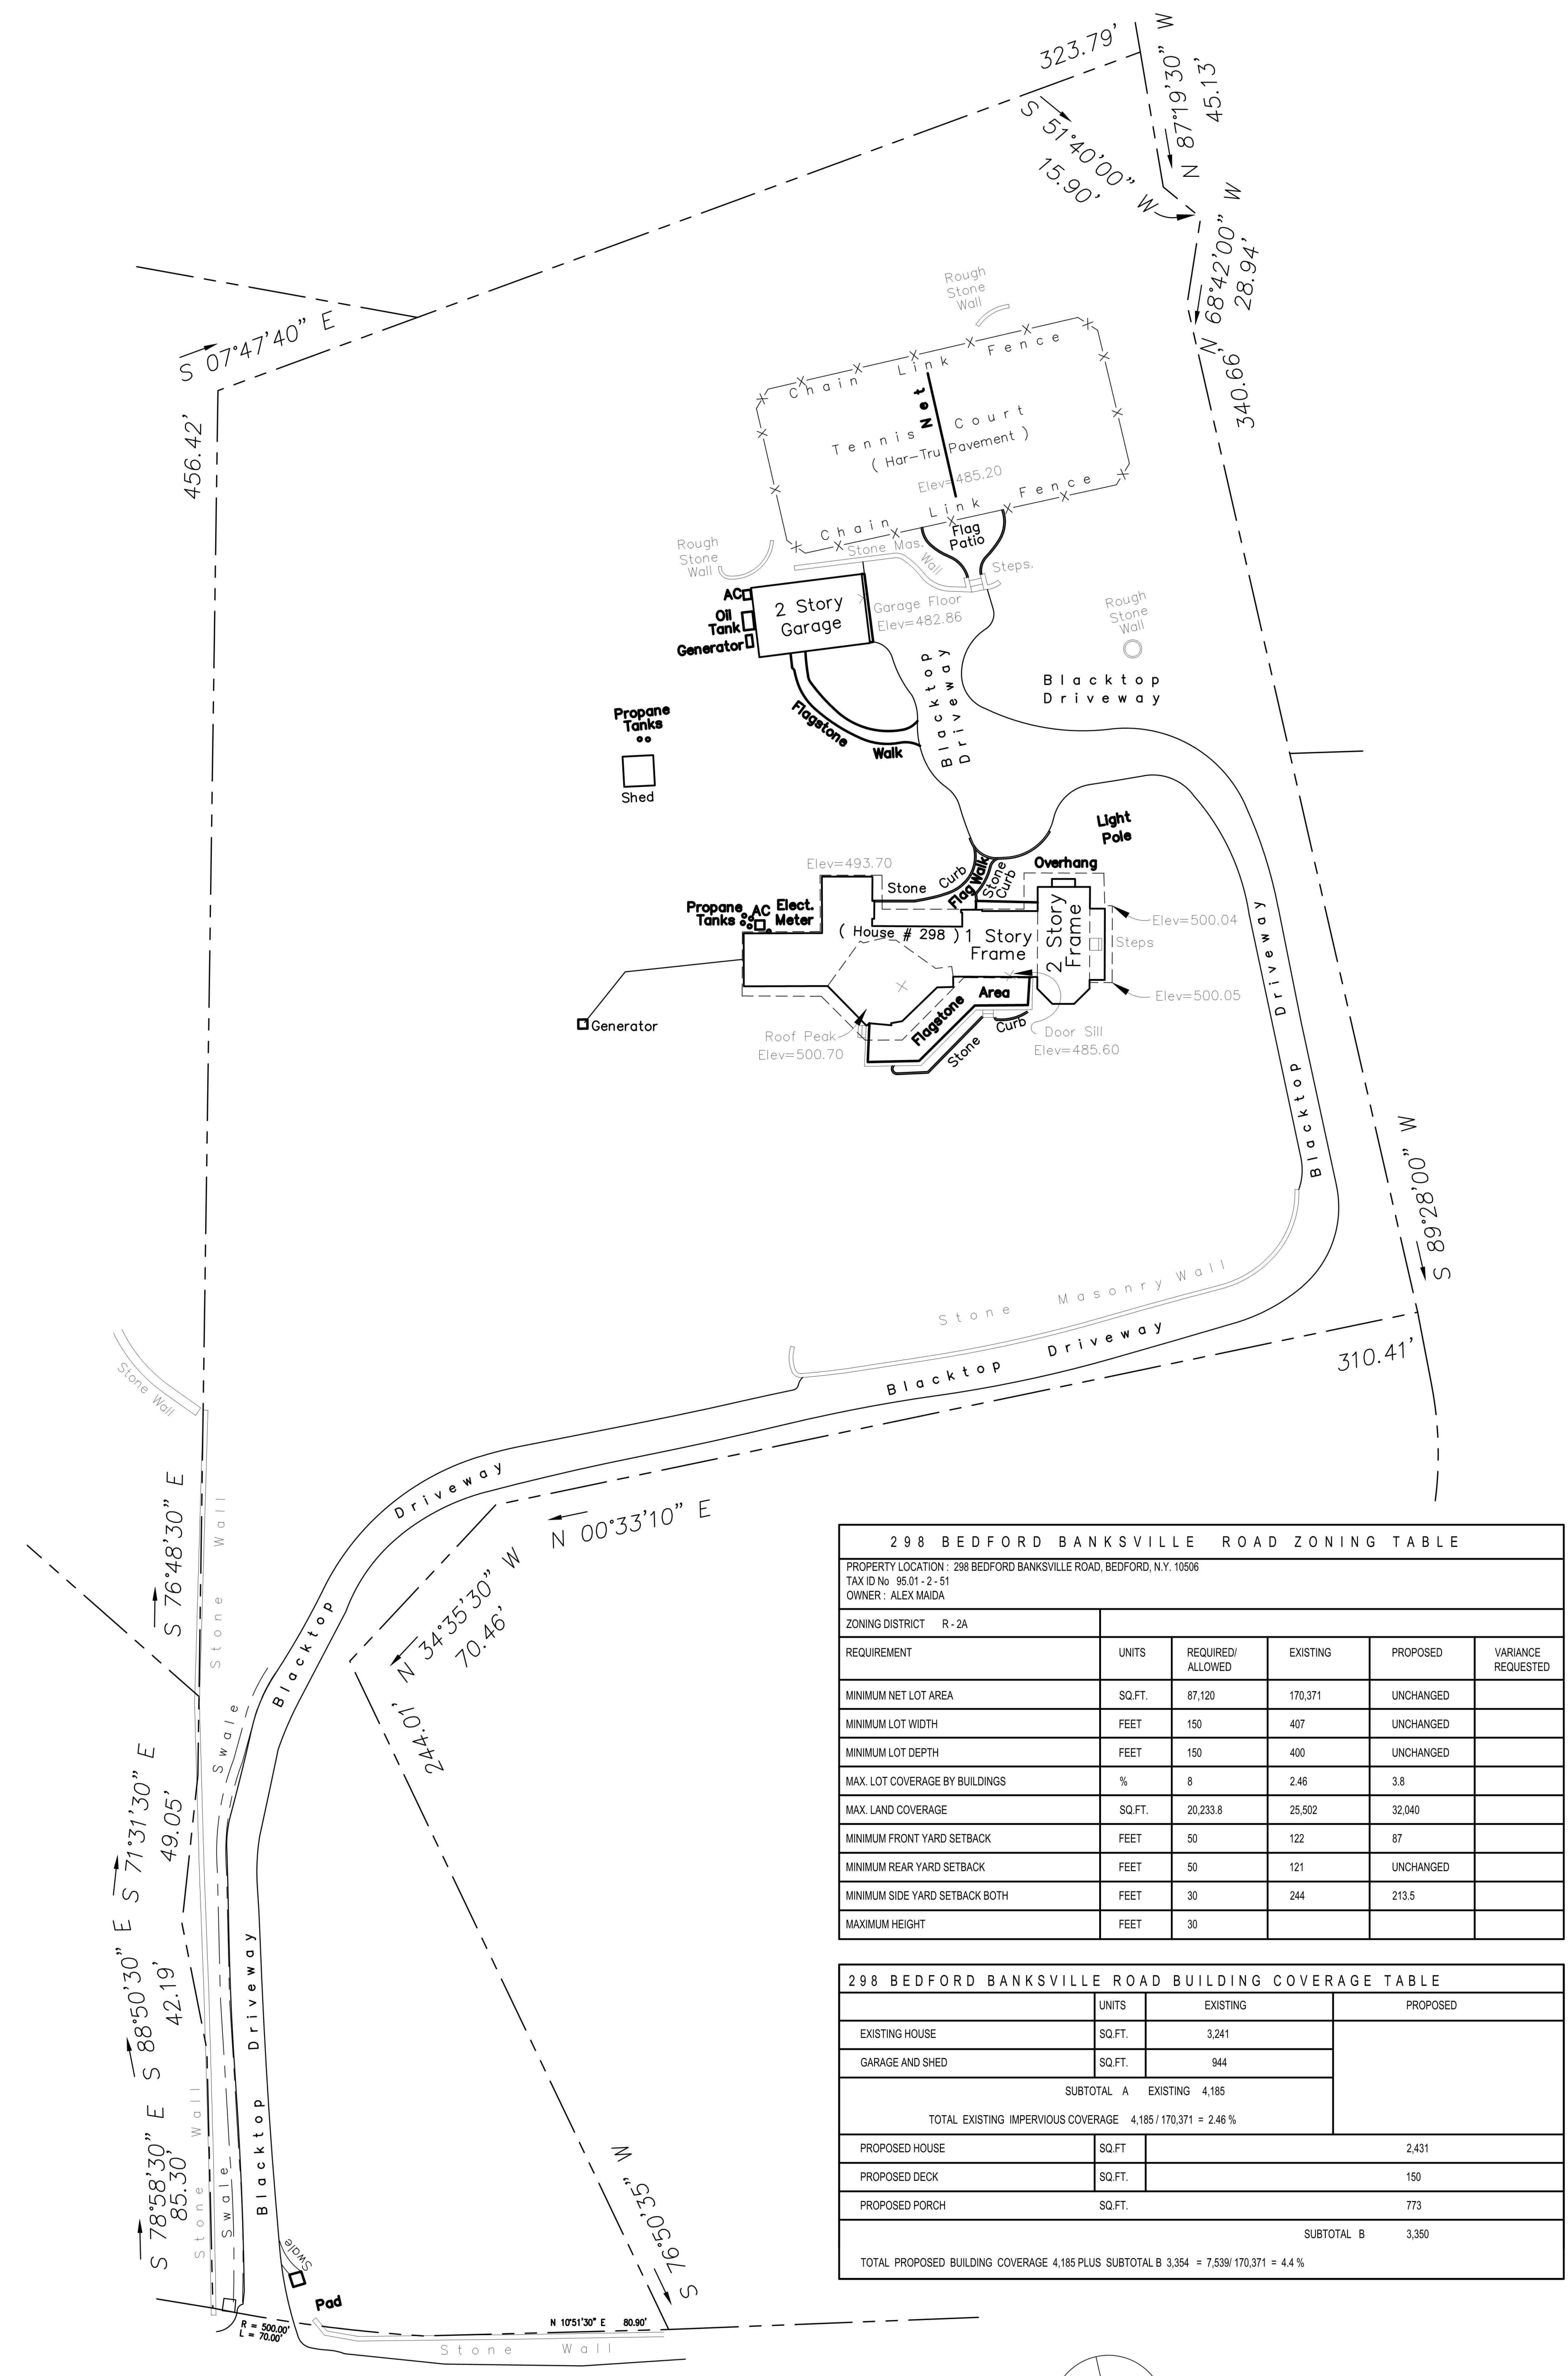 323.79'
N 87°19'30" W
45.13'
S 51°40'00" W
15.90'
N 68°42'00" W
28.94'
340.66'
S 07°47'40" E
456.42'
Rough
Stone
Wall
Chain Link Fence
Net
Tennis Court
( Har-Tru Pavement )
Elev=485.20
Chain Link Fence
Flag
Patio
Stone Mas.
Wall
Steps.
Rough
Stone
Wall
AC
Oil
Tank
Generator
2 Story
Garage
Garage Floor
Elev=482.86
Rough
Stone
Wall
Blacktop
Driveway
Blacktop
Driveway
Flagstone
Walk
Propane
Tanks
Shed
Light
Pole
Elev=493.70
Stone Curb
Flag Walk
Stone
Curb
Overhang
Propane
Tanks
AC
Elect.
Meter
( House # 298 )
1 Story
Frame
2 Story
Frame
Elev=500.04
Steps
Elev=500.05
Generator
Roof Peak
Elev=500.70
Flagstone
Area
Stone
Curb
Door Sill
Elev=485.60
Blacktop Driveway
S 89°28'00" W
310.41'
Stone Masonry Wall
Blacktop Driveway
Stone Wall
S 76°48'30" E
Stone Wall
Blacktop Driveway
N 00°33'10" E
N 34°35'30" W
70.46'
244.01'
Swale
S 71°31'30" E
49.05'
S 88°50'30" E
42.19'
Blacktop Driveway
S 78°58'30" E
85.30'
Stone Wall
Swale
Swale
Pad
S 76°50'35" W
R = 500.00'
L = 70.00'
N 10°51'30" E 80.90'
Stone Wall
298 BEDFORD BANKSVILLE ROAD ZONING TABLE
PROPERTY LOCATION : 298 BEDFORD BANKSVILLE ROAD, BEDFORD, N.Y. 10506
TAX ID No 95.01 - 2 - 51
OWNER : ALEX MAIDA
ZONING DISTRICT R - 2A
REQUIREMENT UNITS REQUIRED/ EXISTING PROPOSED VARIANCE
ALLOWED REQUESTED
MINIMUM NET LOT AREA SQ.FT. 87,120 170,371 UNCHANGED
MINIMUM LOT WIDTH FEET 150 407 UNCHANGED
MINIMUM LOT DEPTH FEET 150 400 UNCHANGED
MAX. LOT COVERAGE BY BUILDINGS % 8 2.46 3.8
MAX. LAND COVERAGE SQ.FT. 20,233.8 25,502 32,040
MINIMUM FRONT YARD SETBACK FEET 50 122 87
MINIMUM REAR YARD SETBACK FEET 50 121 UNCHANGED
MINIMUM SIDE YARD SETBACK BOTH FEET 30 244 213.5
MAXIMUM HEIGHT FEET 30
298 BEDFORD BANKSVILLE ROAD BUILDING COVERAGE TABLE
UNITS EXISTING PROPOSED
EXISTING HOUSE SQ.FT. 3,241
GARAGE AND SHED SQ.FT. 944
SUBTOTAL A EXISTING 4,185
TOTAL EXISTING IMPERVIOUS COVERAGE 4,185 / 170,371 = 2.46 %
PROPOSED HOUSE SQ.FT 2,431
PROPOSED DECK SQ.FT. 150
PROPOSED PORCH SQ.FT. 773
SUBTOTAL B 3,350
TOTAL PROPOSED BUILDING COVERAGE 4,185 PLUS SUBTOTAL B 3,354 = 7,539/ 170,371 = 4.4 %